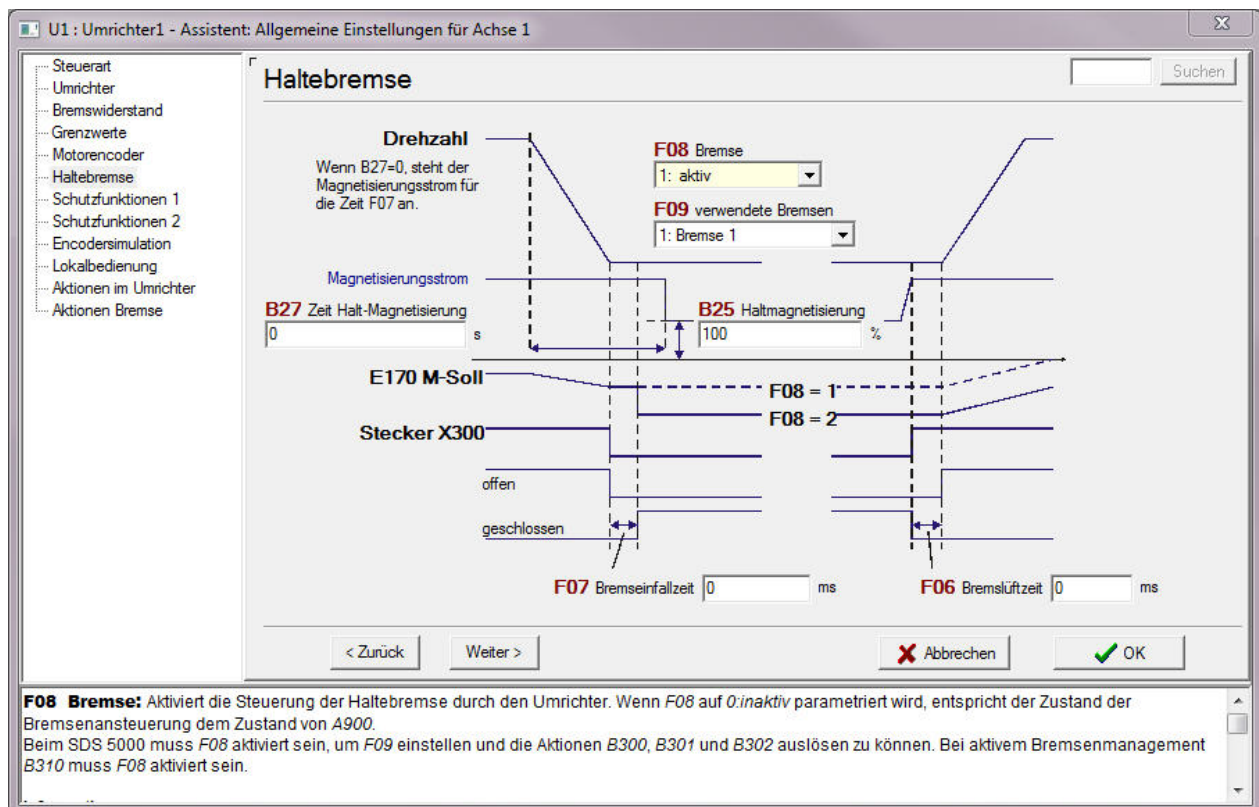 U1 : Umrichter1 - Assistent: Allgemeine Einstellungen für Achse 1
Steuerart
Umrichter
Bremswiderstand
Grenzwerte
Motorencoder
Haltebremse
Schutzfunktionen 1
Schutzfunktionen 2
Encodersimulation
Lokalbedienung
Aktionen im Umrichter
Aktionen Bremse
Haltebremse
Suchen
Drehzahl
Wenn B27=0, steht der
Magnetisierungsstrom für
die Zeit F07 an.
F08 Bremse
1: aktiv
F09 verwendete Bremsen
1: Bremse 1
Magnetisierungsstrom
B27 Zeit Halt-Magnetisierung
0 s
B25 Haltmagnetisierung
100 %
E170 M-Soll
F08 = 1
F08 = 2
Stecker X300
offen
geschlossen
F07 Bremseinfallzeit 0 ms
F06 Bremslüftzeit 0 ms
< Zurück
Weiter >
Abbrechen
OK
F08 Bremse: Aktiviert die Steuerung der Haltebremse durch den Umrichter. Wenn F08 auf 0:inaktiv parametriert wird, entspricht der Zustand der
Bremsenansteuerung dem Zustand von A900.
Beim SDS 5000 muss F08 aktiviert sein, um F09 einstellen und die Aktionen B300, B301 und B302 auslösen zu können. Bei aktivem Bremsenmanagement
B310 muss F08 aktiviert sein.